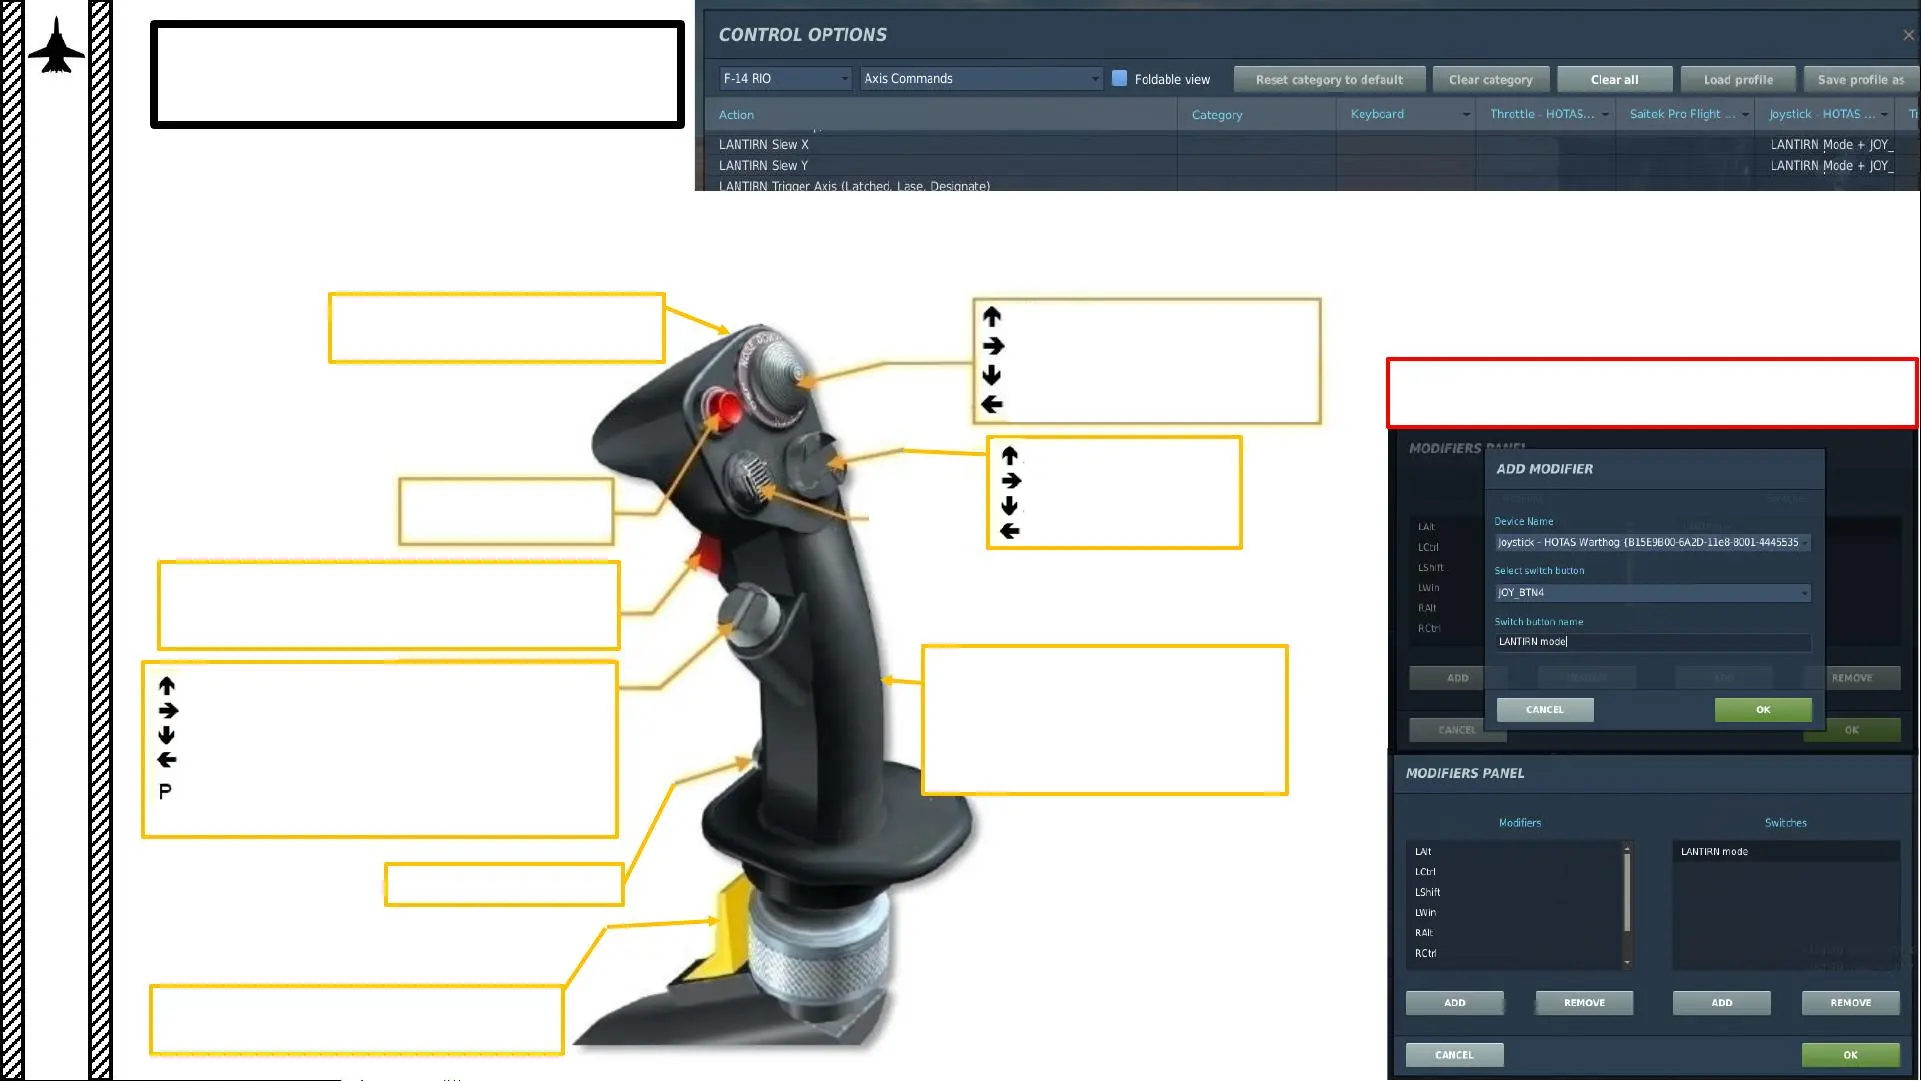 CONTROL OPTIONS
F-14 RIO
Axis Commands
Foldable view
Reset category to default
Clear category
Clear all
Load profile
Save profile as
Action
Category
Keyboard
Throttle - HOTAS...
Saitek Pro Flight ...
Joystick - HOTAS ...
LANTIRN Slew X
LANTIRN Mode + JOY_
LANTIRN Slew Y
LANTIRN Mode + JOY_
LANTIRN Trigger Axis (Latched, Lase, Designate)
P
MODIFIERS PANEL
ADD MODIFIER
Device Name
Joystick - HOTAS Warthog {B15E9B00-6A2D-11e8-8001-4445535
Select switch button
JOY_BTN4
Switch button name
LANTIRN mode
CANCEL
OK
LAlt
LCtrl
LShift
LWin
RAlt
RCtrl
ADD
REMOVE
CANCEL
OK
MODIFIERS PANEL
Modifiers
Switches
LAlt
LCtrl
LShift
LWin
RAlt
RCtrl
LANTIRN mode
ADD
REMOVE
ADD
REMOVE
CANCEL
OK